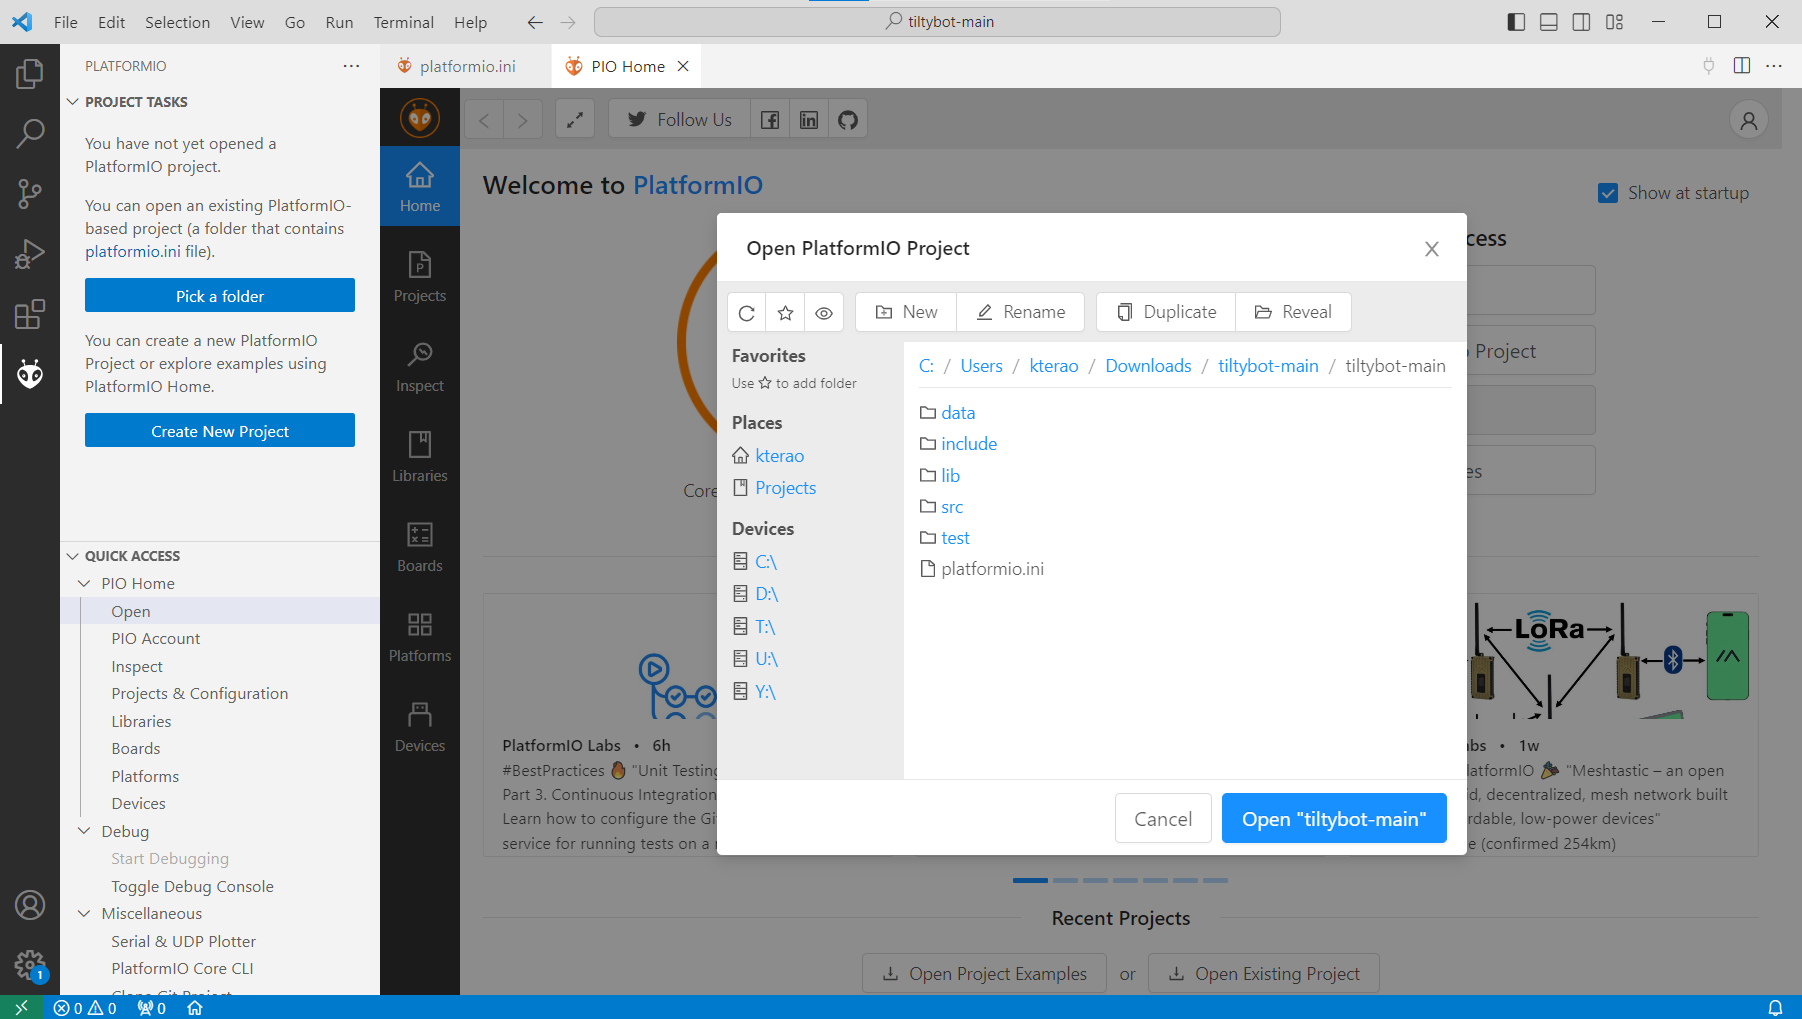 File Edit Selection View Go Run Terminal Help
tiltybot-main
PLATFORMIO
platformio.ini
PIO Home
PROJECT TASKS
You have not yet opened a
PlatformIO project.
You can open an existing PlatformIO-
based project (a folder that contains
platformio.ini file).
Pick a folder
You can create a new PlatformIO
Project or explore examples using
PlatformIO Home.
Create New Project
QUICK ACCESS
PIO Home
Open
PIO Account
Inspect
Projects & Configuration
Libraries
Boards
Platforms
Devices
Debug
Start Debugging
Toggle Debug Console
Miscellaneous
Serial & UDP Plotter
PlatformIO Core CLI
Clone Git Project
Home
Projects
Inspect
Libraries
Boards
Platforms
Devices
Follow Us
Welcome to PlatformIO
Show at startup
Open PlatformIO Project
New
Rename
Duplicate
Reveal
Favorites
Use to add folder
Places
kterao
Projects
Devices
C:\
D:\
T:\
U:\
Y:\
C: / Users / kterao / Downloads / tiltybot-main / tiltybot-main
data
include
lib
src
test
platformio.ini
Cancel
Open "tiltybot-main"
cess
Project
es
Core
LoRa
PlatformIO Labs • 6h
#BestPractices 🔥 "Unit Testing
Part 3. Continuous Integration
Learn how to configure the Gi
service for running tests on a
bs • 1w
latformIO 🎉 "Meshtastic – an open
id, decentralized, mesh network built
rdable, low-power devices"
e (confirmed 254km)
Recent Projects
Open Project Examples or Open Existing Project
1
0 0 0